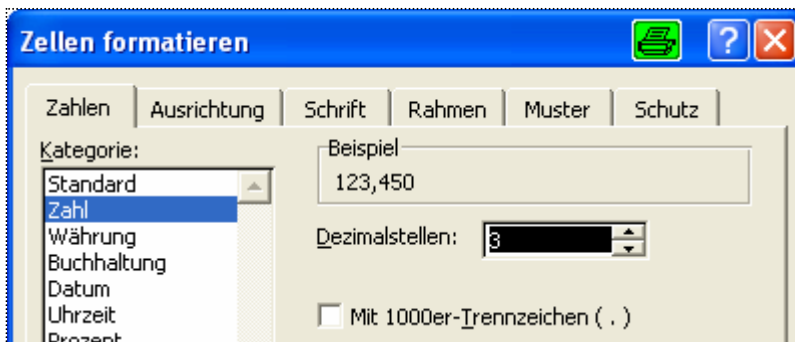 Zellen formatieren
Zahlen Ausrichtung Schrift Rahmen Muster Schutz
Kategorie:
Standard
Zahl
Währung
Buchhaltung
Datum
Uhrzeit
Prozent
Beispiel
123,450
Dezimalstellen: 3
Mit 1000er-Trennzeichen ( . )